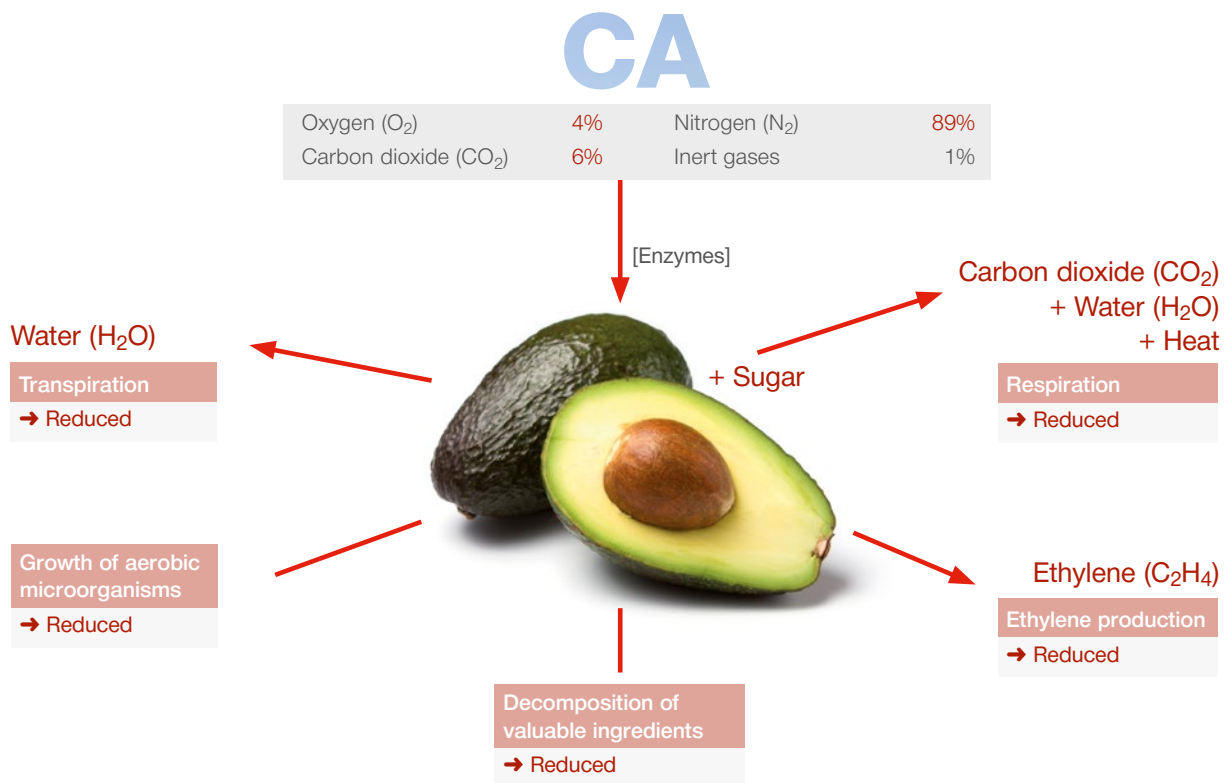 CA
Oxygen (O₂) 4% Nitrogen (N₂) 89%
Carbon dioxide (CO₂) 6% Inert gases 1%
[Enzymes]
Carbon dioxide (CO₂)
+ Water (H₂O)
+ Heat
Respiration
➜ Reduced
Water (H₂O)
Transpiration
➜ Reduced
+ Sugar
Growth of aerobic
microorganisms
➜ Reduced
Ethylene (C₂H₄)
Ethylene production
➜ Reduced
Decomposition of
valuable ingredients
➜ Reduced